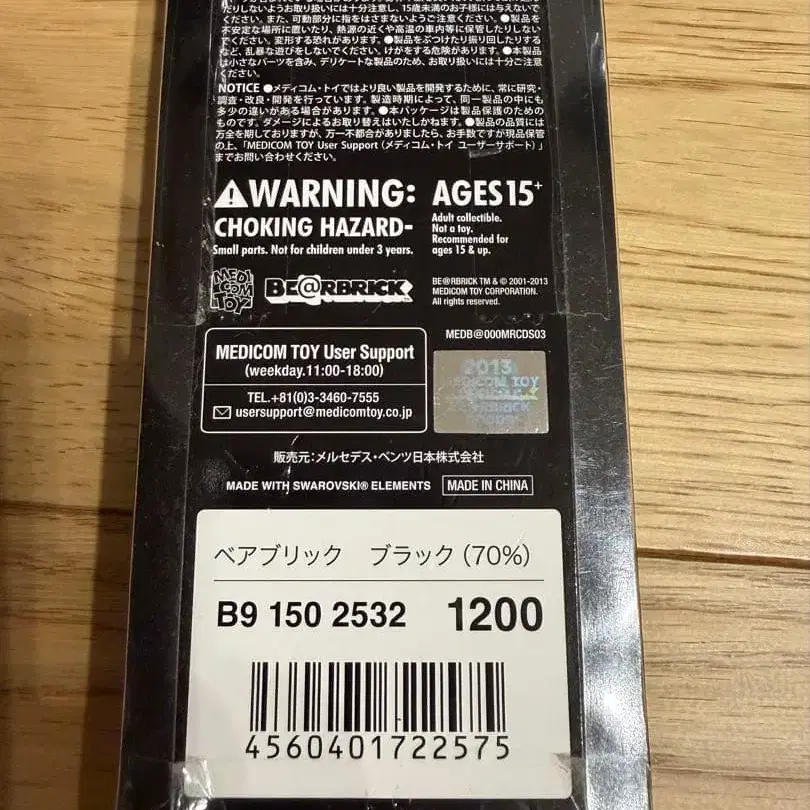 だりしないようお取り扱いには十分注意し、15歳未満のお子様には与えないで
ください。また、可動部分に指をはさまないようご注意ください。●製品を
不安定な場所に置いたり、熱源の近くや高温の車内等に保管したりしない
でください。変形する恐れがあります。●製品をぶつけたり振り回したりする
など、乱暴な遊びをしないでください。けがをする危険があります。●本製品
は小さなパーツを含み、デリケートな製品のため、お取り扱いには十分ご注意
ください。
NOTICE ●メディコム・トイではより良い製品を開発するために、常に研究・
調査・改良・開発を行っています。製造時期によって、同一製品の中にも
多少の違いがある場合があります。●本パッケージは製品保護のための
ものです。ダメージによるお取り替えはいたしかねます。●製品の品質には
万全を期しておりますが、万一不都合がありましたら、お手数ですが現品保管
の上、「MEDICOM TOY User Support（メディコム・トイ ユーザーサポート）」
までお問い合わせください。
⚠WARNING:
CHOKING HAZARD-
Small parts. Not for children under 3 years.
AGES 15+
Adult collectible.
Not a toy.
Recommended for
ages 15 & up.
MEDI
COM
TOY
BE@RBRICK
BE@RBRICK TM & © 2001-2013
MEDICOM TOY CORPORATION.
All rights reserved.
MEDB@000MRCDS03
MEDICOM TOY User Support
(weekday.11:00-18:00)
TEL.+81(0)3-3460-7555
usersupport@medicomtoy.co.jp
2013
MEDICOM TOY
販売元:メルセデス・ベンツ日本株式会社
MADE WITH SWAROVSKI® ELEMENTS
MADE IN CHINA
ベアブリック ブラック(70%)
B9 150 2532 1200
4560401722575